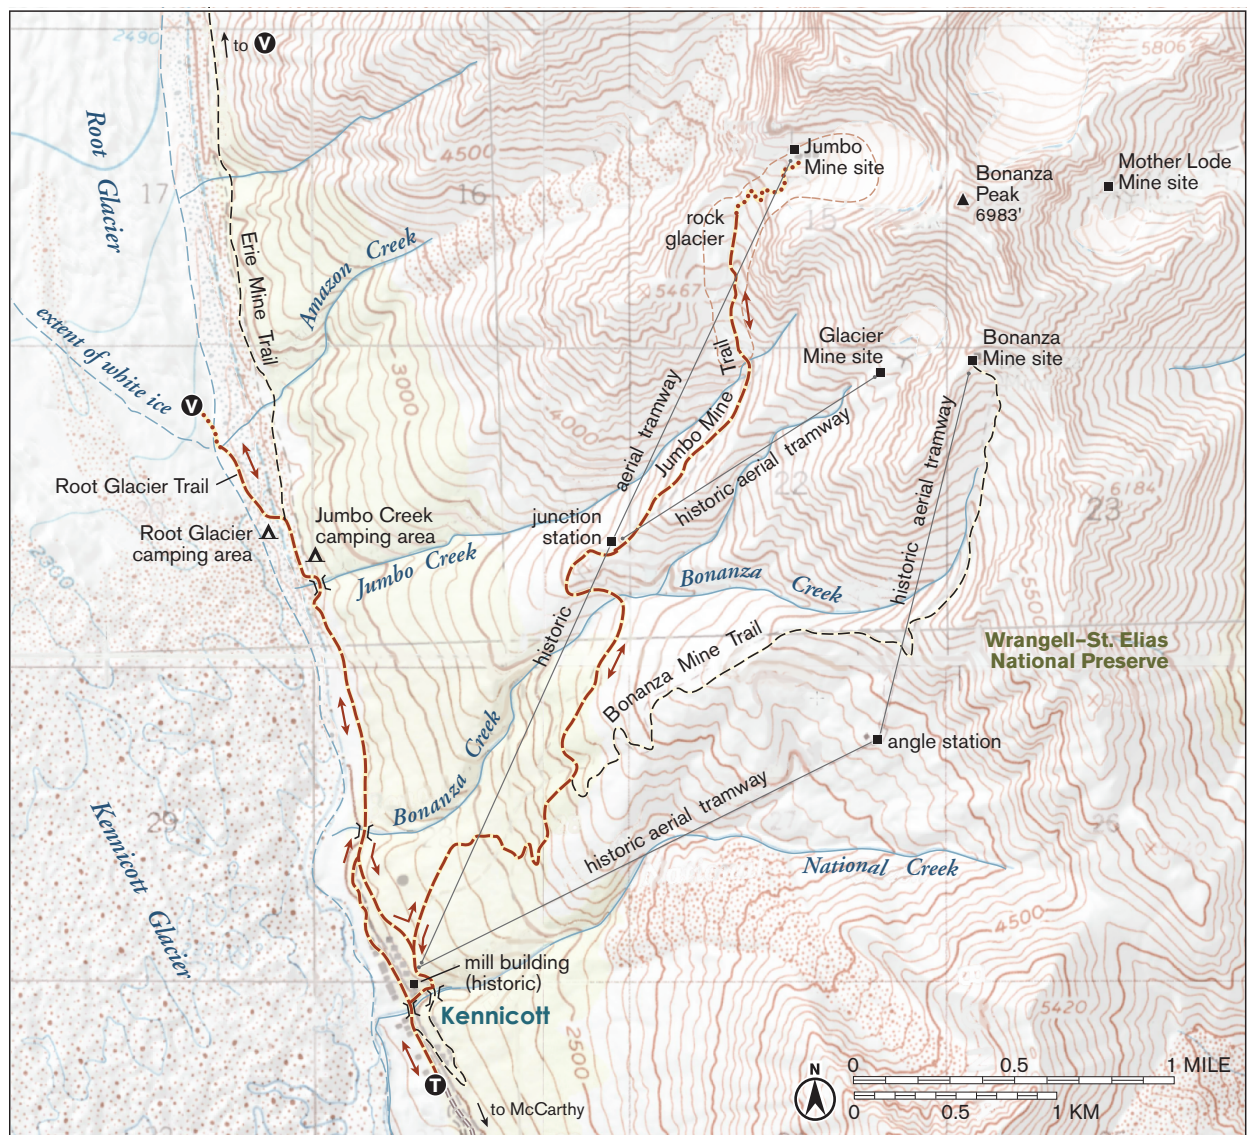 2490
to V
5806
Root Glacier
4500
16
17
Jumbo
Mine site
Bonanza
Peak
6983'
Mother Lode
Mine site
rock
glacier
Erie Mine Trail
Amazon Creek
5467
extent of white ice
V
Glacier
Mine site
Bonanza
Mine site
3000
4000
Trail
Jumbo Mine
aerial tramway
historic aerial tramway
historic aerial tramway
22
6184
Root Glacier Trail
Root Glacier
camping area
Jumbo Creek
camping area
junction
station
Jumbo Creek
Bonanza Creek
5500
historic
Wrangell–St. Elias
National Preserve
Bonanza Mine Trail
angle station
Bonanza Creek
historic aerial tramway
National Creek
Kennicott Glacier
4500
mill building
(historic)
Kennicott
2500
5420
T
to McCarthy
N
0 0.5 1 MILE
0 0.5 1 KM